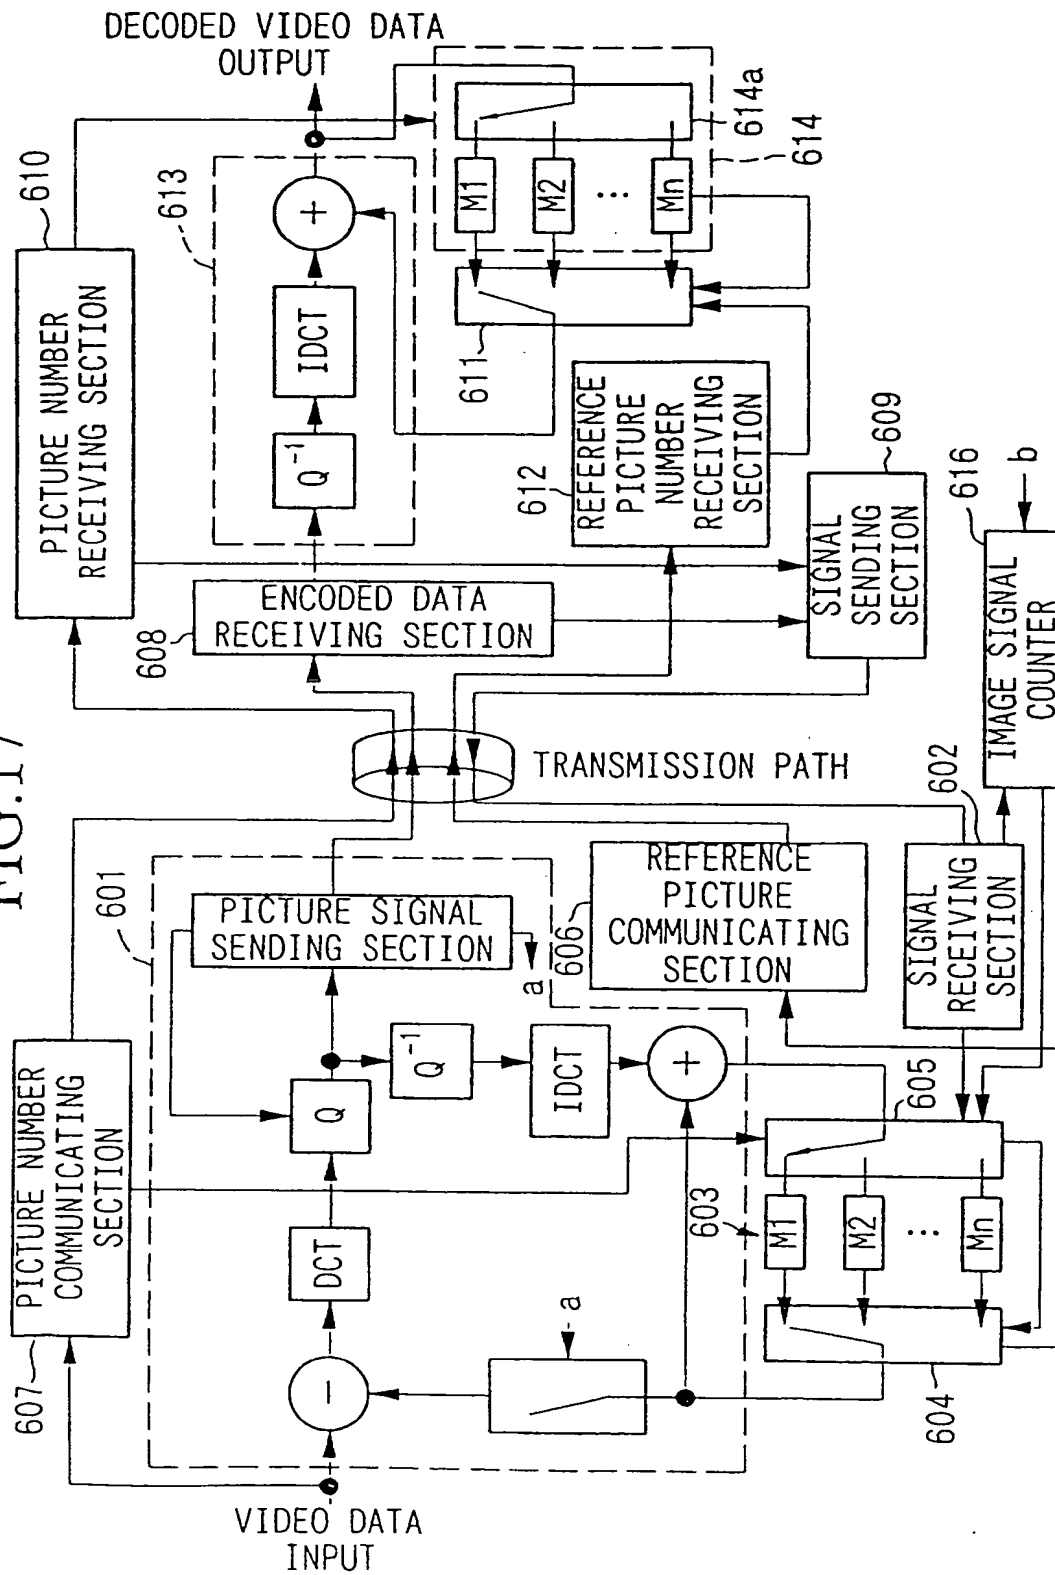 FIG.17
DECODED VIDEO DATA
OUTPUT
610
PICTURE NUMBER
RECEIVING SECTION
613
IDCT
Q⁻¹
+
M1
M2
...
Mn
614a
614
611
612
REFERENCE
PICTURE
NUMBER
RECEIVING
SECTION
608
ENCODED DATA
RECEIVING SECTION
SIGNAL
SENDING
SECTION
609
616
b
IMAGE SIGNAL
COUNTER
TRANSMISSION PATH
602
SIGNAL
RECEIVING
SECTION
606
REFERENCE
PICTURE
COMMUNICATING
SECTION
601
PICTURE SIGNAL
SENDING SECTION
a
PICTURE NUMBER
COMMUNICATING
SECTION
607
Q
Q⁻¹
IDCT
+
DCT
−
a
603
605
M1
M2
...
Mn
604
VIDEO DATA
INPUT